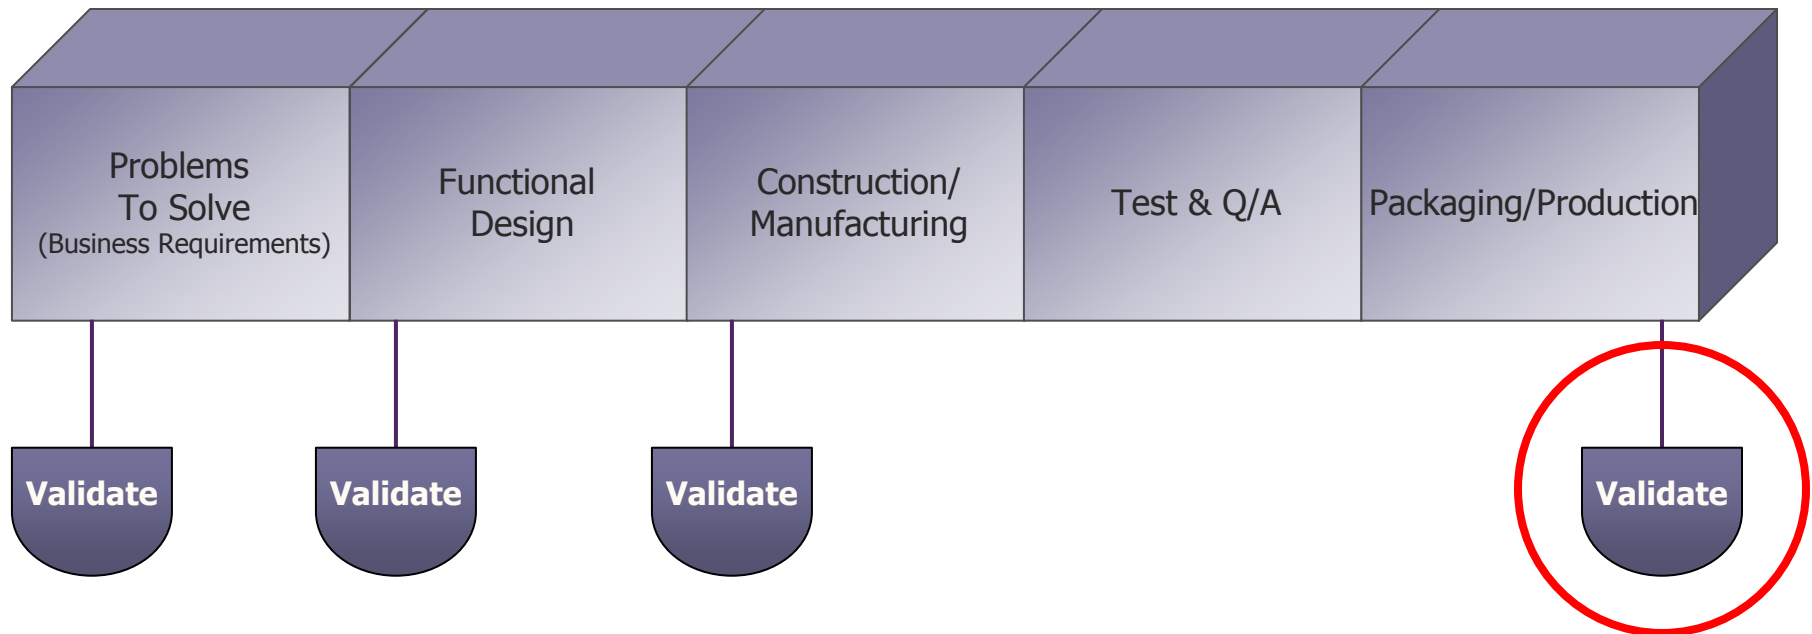 Problems
To Solve
(Business Requirements)
Functional
Design
Construction/
Manufacturing
Test & Q/A
Packaging/Production
Validate
Validate
Validate
Validate